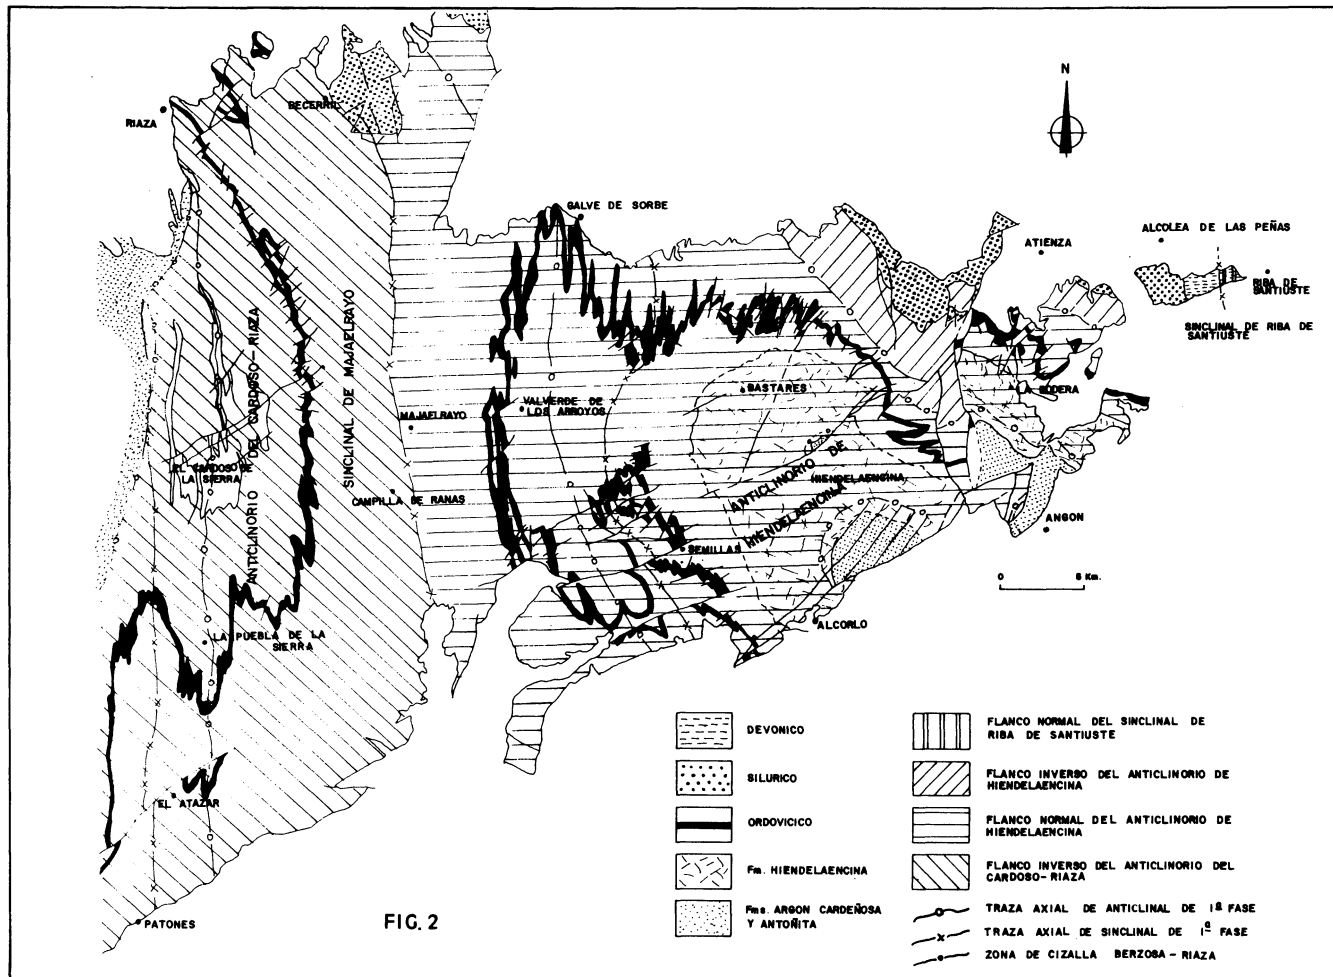 N
BECERRIL
RIAZA
GALVE DE SORBE
ATIENZA
ALCOLEA DE LAS PEÑAS
RIBA DE
SANTIUSTE
SINCLINAL DE RIBA DE
SANTIUSTE
ANTICLINORIO DEL CARDOSO-RIAZA
SINCLINAL DE MAJAELRAYO
BASTARES
LA BODERA
MAJAELRAYO
VALVERDE DE
LOS ARROYOS
EL CARDOSO DE
LA SIERRA
CAMPILLA DE RANAS
ANTICLINORIO DE
HIENDELAENCINA
HIENDELAENCINA
SEMILLAS
ANGON
0 5 Km.
ALCORLO
LA PUEBLA DE LA
SIERRA
EL ATAZAR
PATONES
FIG. 2
DEVONICO
SILURICO
ORDOVICICO
Fm. HIENDELAENCINA
Fms. ARGON CARDEÑOSA
Y ANTOÑITA
FLANCO NORMAL DEL SINCLINAL DE
RIBA DE SANTIUSTE
FLANCO INVERSO DEL ANTICLINORIO DE
HIENDELAENCINA
FLANCO NORMAL DEL ANTICLINORIO DE
HIENDELAENCINA
FLANCO INVERSO DEL ANTICLINORIO DEL
CARDOSO-RIAZA
TRAZA AXIAL DE ANTICLINAL DE 1ª FASE
TRAZA AXIAL DE SINCLINAL DE 1ª FASE
ZONA DE CIZALLA BERZOSA-RIAZA